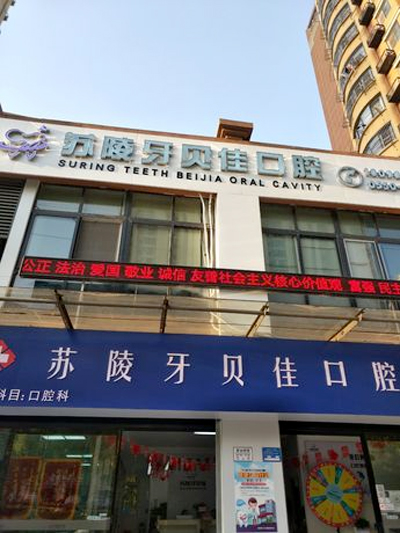 苏陵牙贝佳口腔
SURING TEETH BEIJIA ORAL CAVITY
公正 法治 爱国 敬业 诚信 友善社会主义核心价值观 富强 民主
苏陵牙贝佳口腔
科目:口腔科